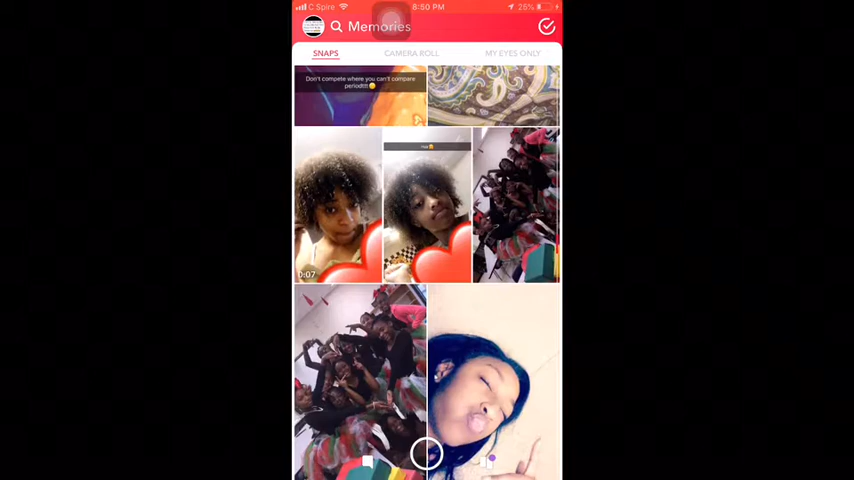 C Spire
8:50 PM
25%
Memories
SNAPS
CAMERA ROLL
MY EYES ONLY
Don't compete where you can't compare
periodttt 😌
0:07